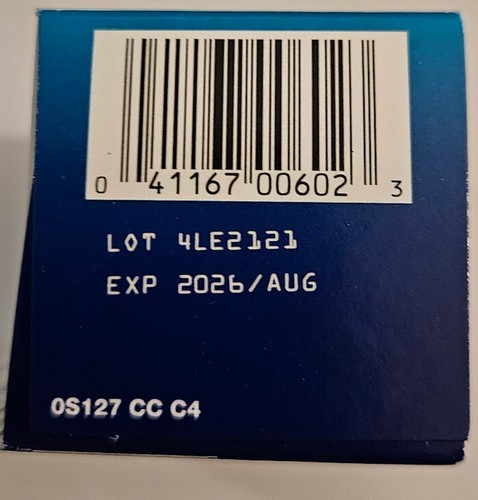 0 41167 00602 3
LOT 4LE2121
EXP 2026/AUG
0S127 CC C4